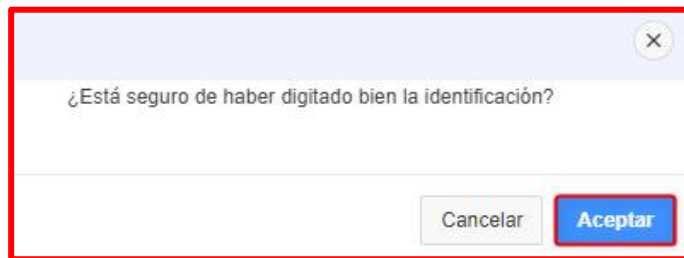 ¿Está seguro de haber digitado bien la identificación?
Cancelar Aceptar